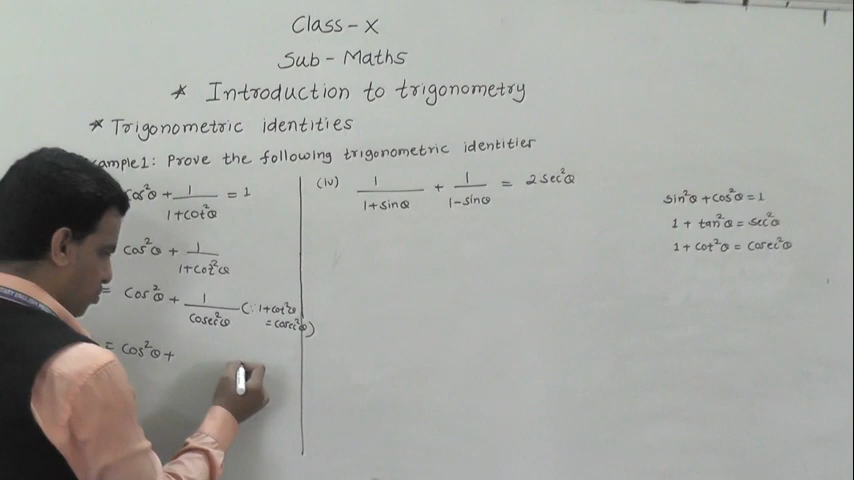 Class-X
Sub-Maths
* Introduction to trigonometry
* Trigonometric identities
ample1: Prove the following trigonometric identities
cos²θ + 1/(1+cot²θ) = 1
cos²θ + 1/(1+cot²θ)
= cos²θ + 1/cosec²θ (∵ 1+cot²θ
= cosec²θ)
= cos²θ +
(iv) 1/(1+sinθ) + 1/(1-sinθ) = 2sec²θ
sin²θ + cos²θ = 1
1 + tan²θ = sec²θ
1 + cot²θ = cosec²θ